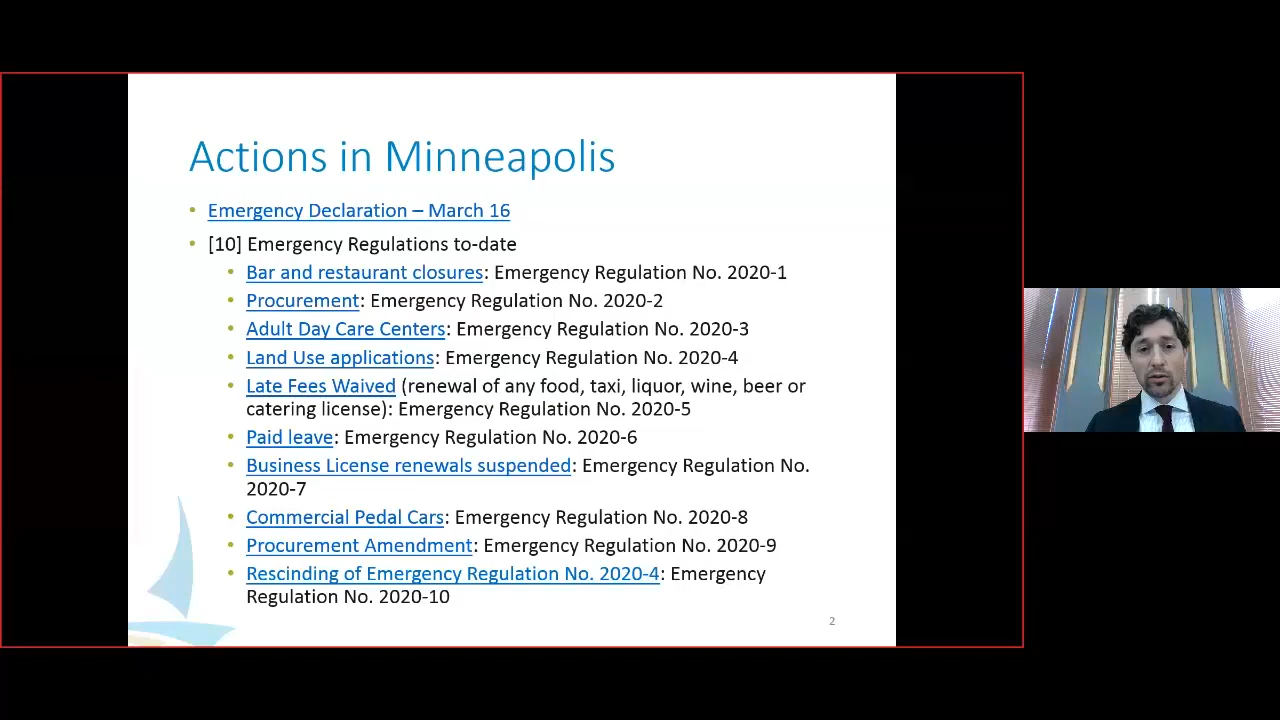 Actions in Minneapolis
• Emergency Declaration – March 16
• [10] Emergency Regulations to-date
• Bar and restaurant closures: Emergency Regulation No. 2020-1
• Procurement: Emergency Regulation No. 2020-2
• Adult Day Care Centers: Emergency Regulation No. 2020-3
• Land Use applications: Emergency Regulation No. 2020-4
• Late Fees Waived (renewal of any food, taxi, liquor, wine, beer or
catering license): Emergency Regulation No. 2020-5
• Paid leave: Emergency Regulation No. 2020-6
• Business License renewals suspended: Emergency Regulation No.
2020-7
• Commercial Pedal Cars: Emergency Regulation No. 2020-8
• Procurement Amendment: Emergency Regulation No. 2020-9
• Rescinding of Emergency Regulation No. 2020-4: Emergency
Regulation No. 2020-10
2